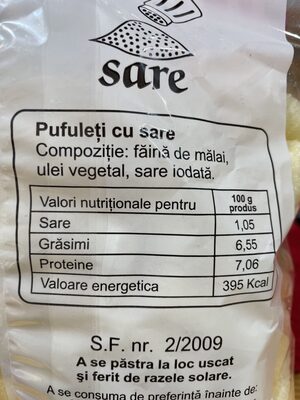 sare
Pufuleți cu sare
Compoziție: făină de mălai,
ulei vegetal, sare iodată.
Valori nutriționale pentru 100 g produs
Sare 1,05
Grăsimi 6,55
Proteine 7,06
Valoare energetica 395 Kcal
S.F. nr. 2/2009
A se păstra la loc uscat
și ferit de razele solare.
A se consuma de preferință înainte de: